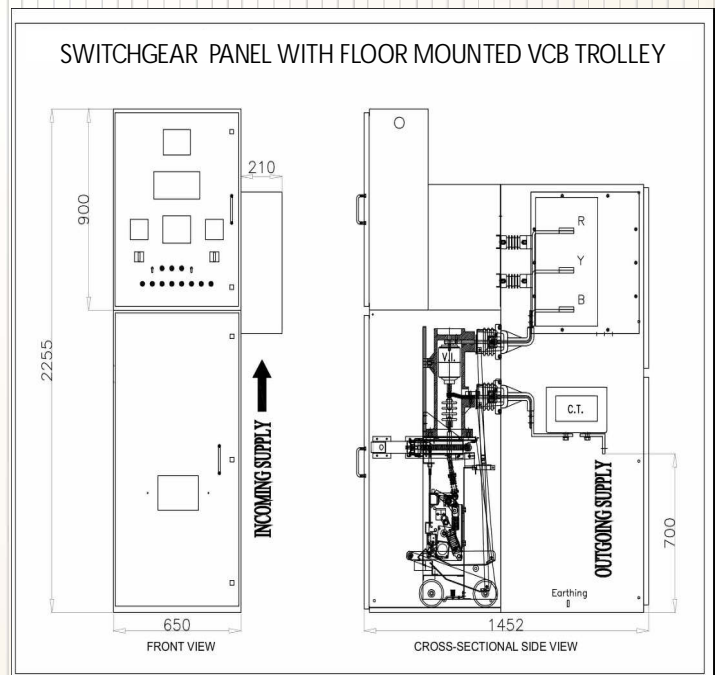 SWITCHGEAR PANEL WITH FLOOR MOUNTED VCB TROLLEY
210
900
2255
INCOMING SUPPLY
650
FRONT VIEW
R
Y
B
V.I.
C.T.
OUTGOING SUPPLY
700
Earthing
1452
CROSS-SECTIONAL SIDE VIEW